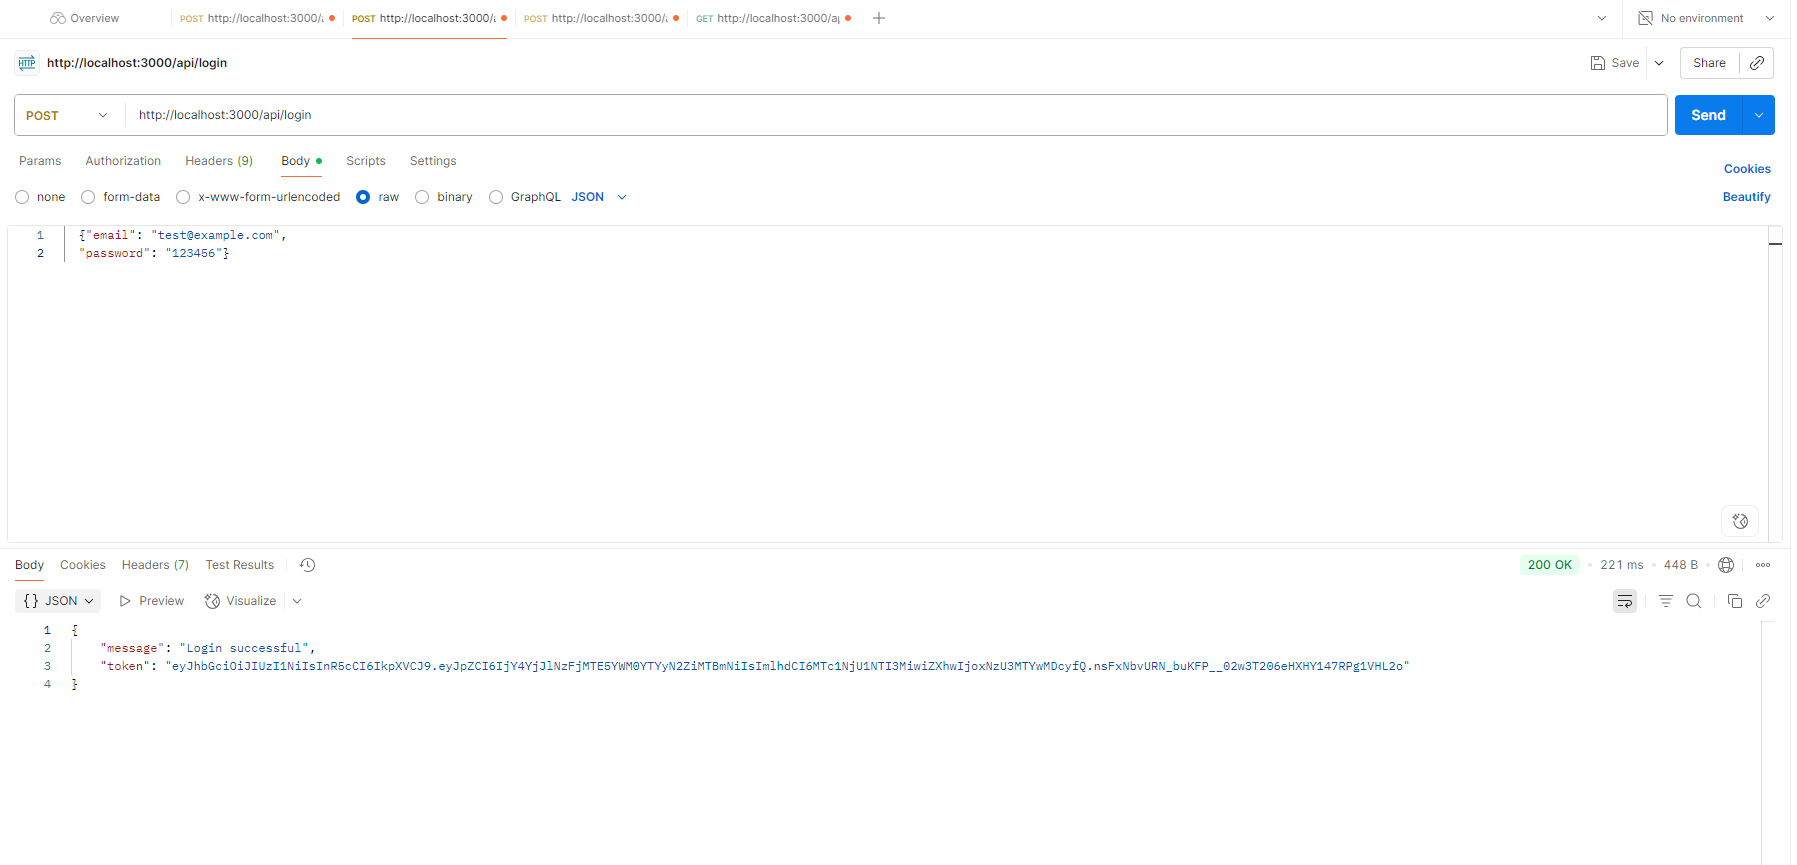 Overview
POST http://localhost:3000/a
POST http://localhost:3000/a
POST http://localhost:3000/a
GET http://localhost:3000/ap
No environment
HTTP http://localhost:3000/api/login
Save
Share
POST
http://localhost:3000/api/login
Send
Params Authorization Headers (9) Body Scripts Settings
Cookies
none form-data x-www-form-urlencoded raw binary GraphQL JSON
Beautify
1 {"email": "test@example.com",
2 "password": "123456"}
Body Cookies Headers (7) Test Results
200 OK 221 ms 448 B
{} JSON Preview Visualize
1 {
2 "message": "Login successful",
3 "token": "eyJhbGciOiJIUzI1NiIsInR5cCI6IkpXVCJ9.eyJpZCI6IjY4YjJlNzFjMTE5YWM0YTYyN2ZiMTBmNiIsImlhdCI6MTc1NjU1NTI3MiwiZXhwIjoxNzU3MTYwMDcyfQ.nsFxNbvURN_buKFP__02w3T206eHXHY147RPg1VHL2o"
4 }